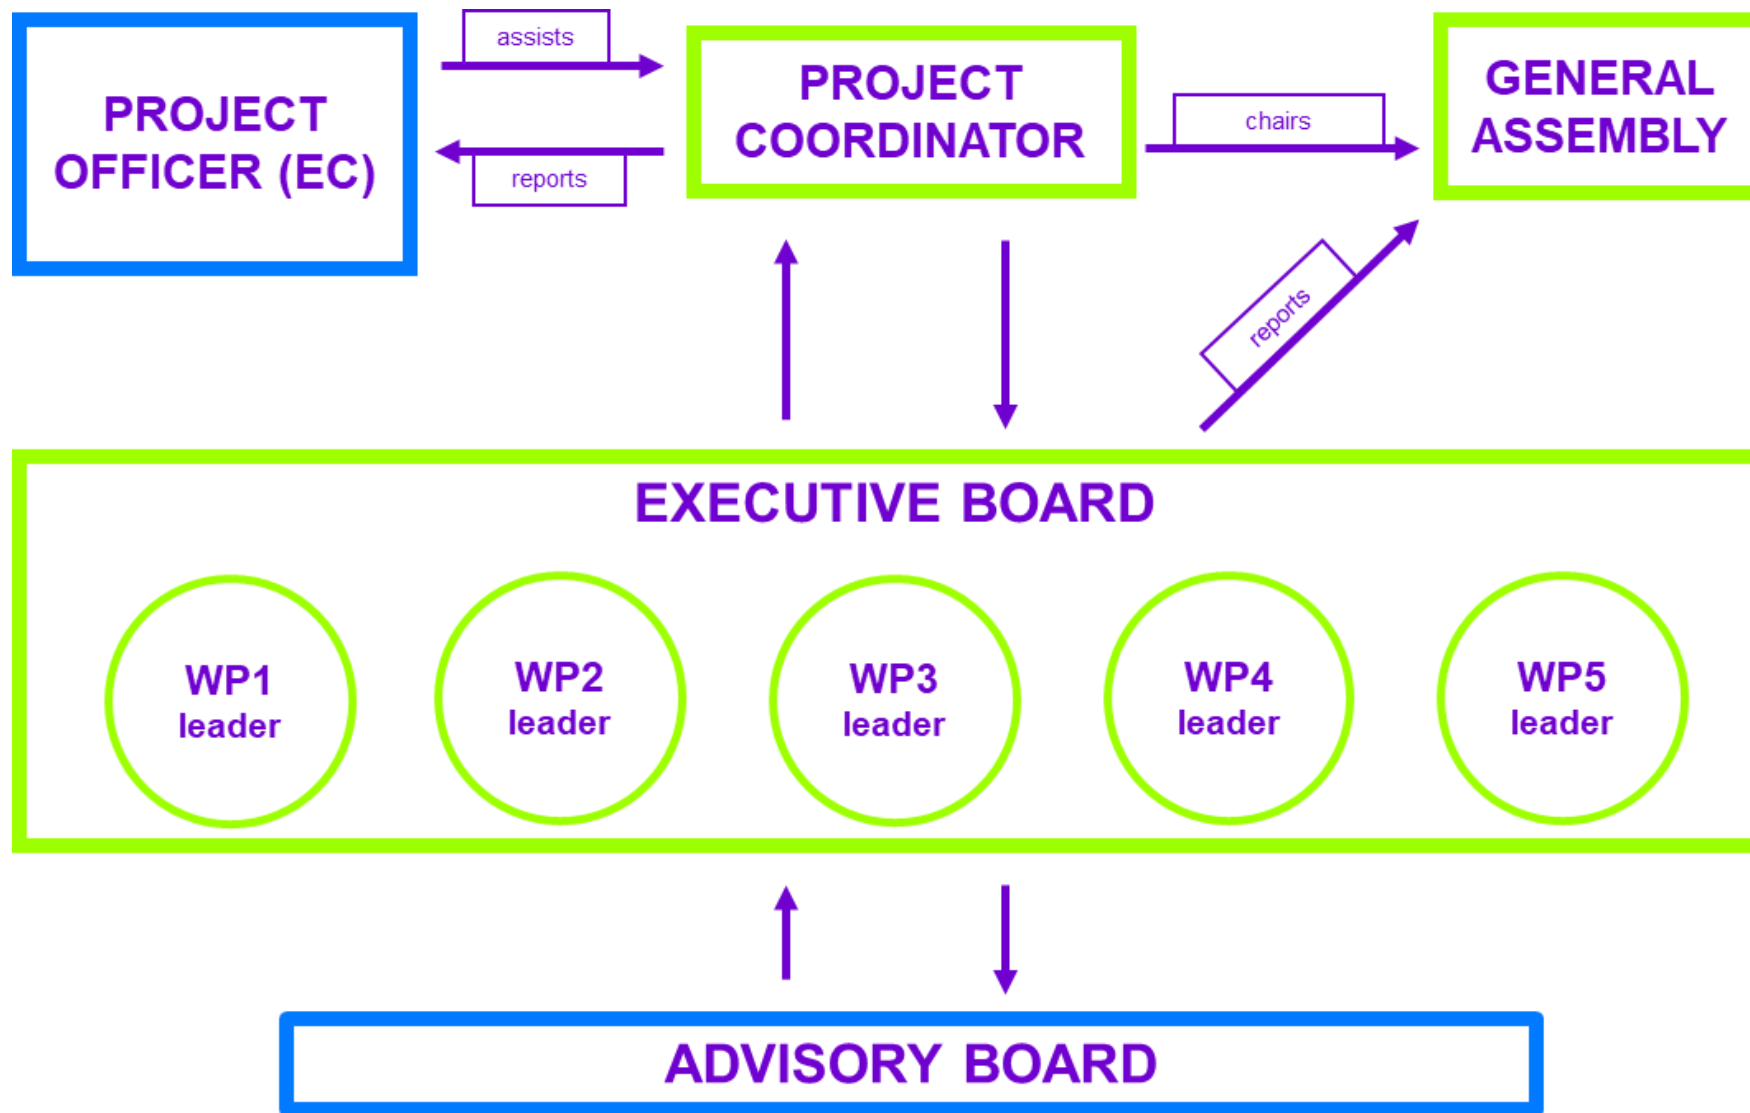 assists
PROJECT
OFFICER (EC)
reports
PROJECT
COORDINATOR
chairs
GENERAL
ASSEMBLY
reports
EXECUTIVE BOARD
WP1
leader
WP2
leader
WP3
leader
WP4
leader
WP5
leader
ADVISORY BOARD